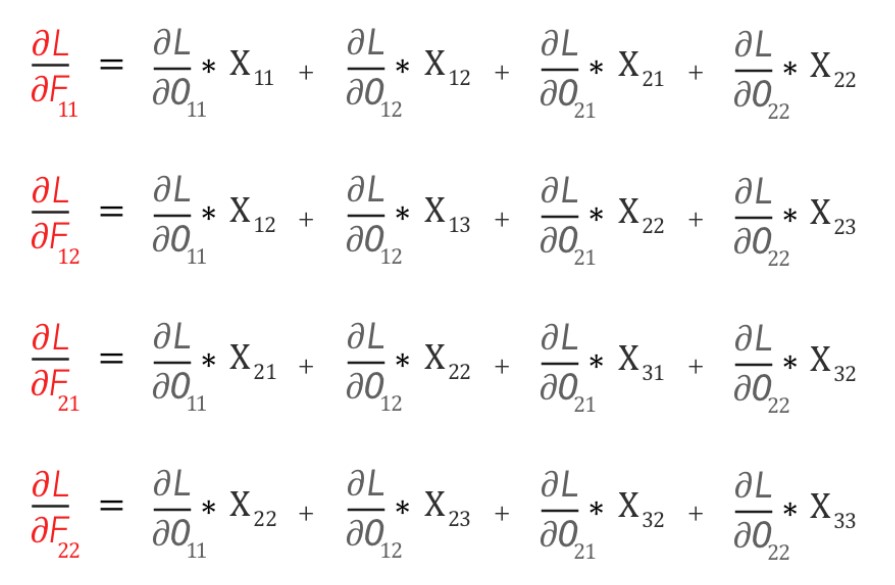 ∂L/∂F₁₁ = ∂L/∂O₁₁ * X₁₁ + ∂L/∂O₁₂ * X₁₂ + ∂L/∂O₂₁ * X₂₁ + ∂L/∂O₂₂ * X₂₂
∂L/∂F₁₂ = ∂L/∂O₁₁ * X₁₂ + ∂L/∂O₁₂ * X₁₃ + ∂L/∂O₂₁ * X₂₂ + ∂L/∂O₂₂ * X₂₃
∂L/∂F₂₁ = ∂L/∂O₁₁ * X₂₁ + ∂L/∂O₁₂ * X₂₂ + ∂L/∂O₂₁ * X₃₁ + ∂L/∂O₂₂ * X₃₂
∂L/∂F₂₂ = ∂L/∂O₁₁ * X₂₂ + ∂L/∂O₁₂ * X₂₃ + ∂L/∂O₂₁ * X₃₂ + ∂L/∂O₂₂ * X₃₃